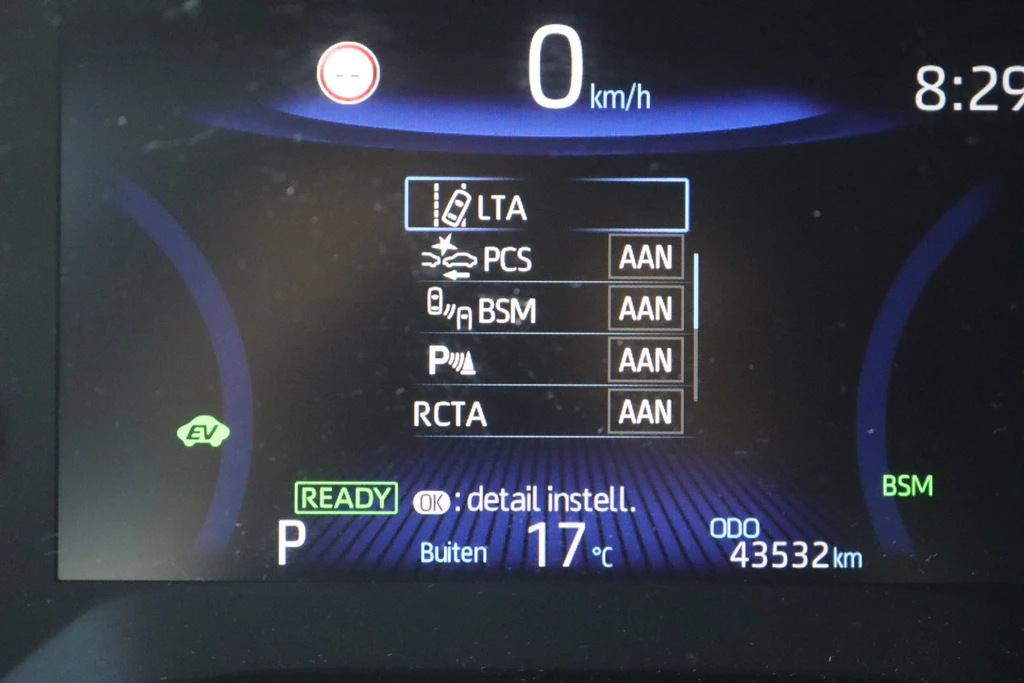 --
0 km/h
8:29
LTA
PCS AAN
BSM AAN
P AAN
RCTA AAN
EV
BSM
READY OK : detail instell.
P Buiten 17 °C ODO 43532 km